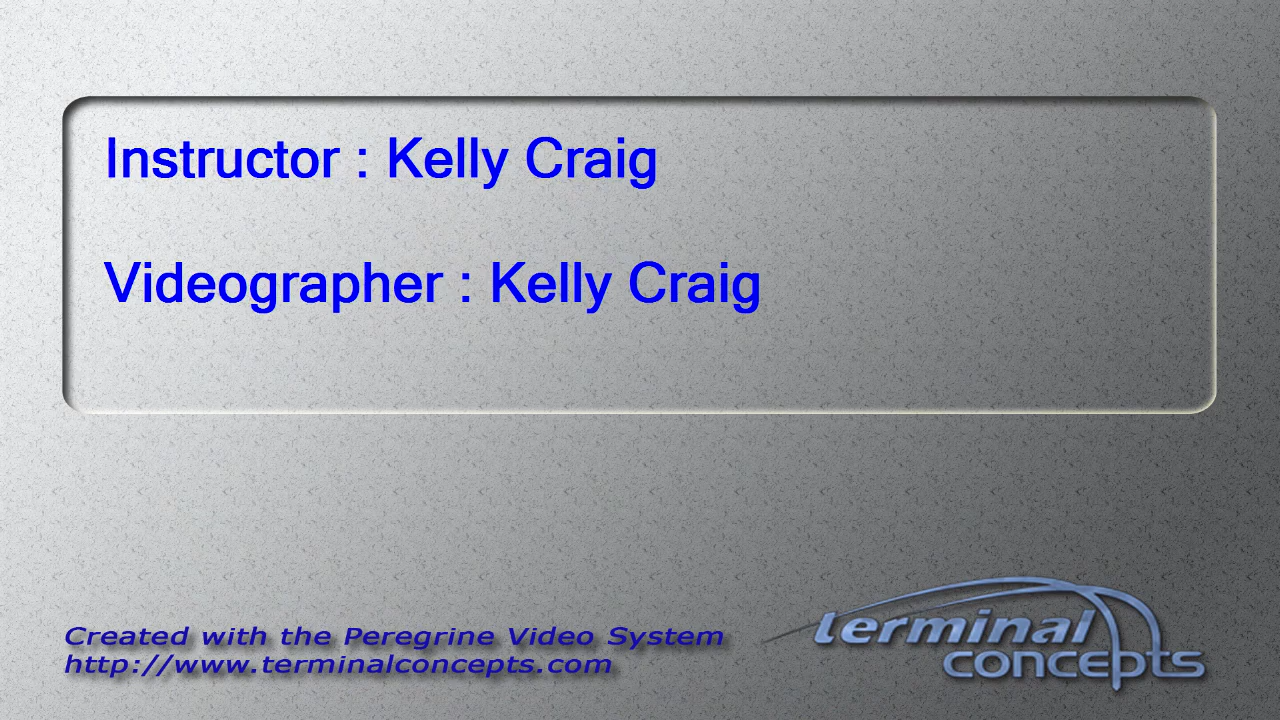 Instructor : Kelly Craig
Videographer : Kelly Craig
Created with the Peregrine Video System
http://www.terminalconcepts.com
terminal
concepts